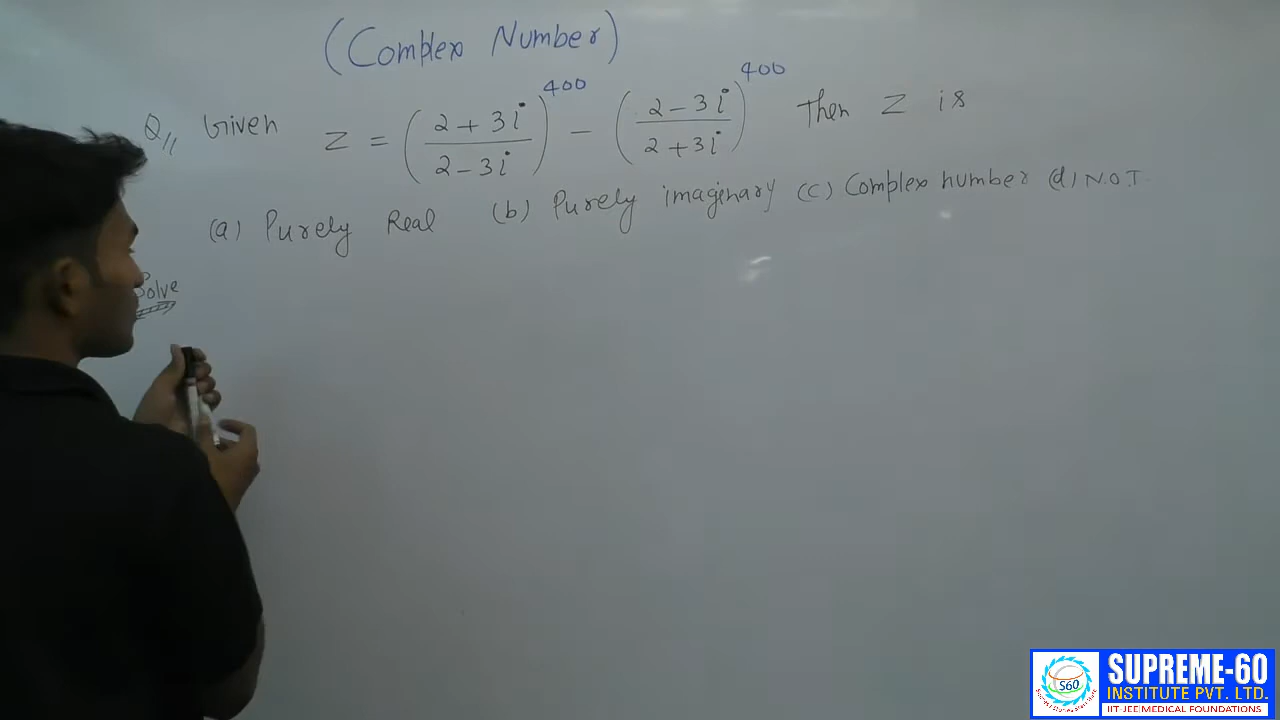 (Complex Number)
Q// Given Z = ( 2 + 3i / 2 - 3i )^400 - ( 2 - 3i / 2 + 3i )^400 Then Z is
(a) Purely Real (b) Purely imaginary (c) Complex number (d) N.O.T.
Solve
SUPREME-60
INSTITUTE PVT. LTD.
IIT-JEE|MEDICAL FOUNDATIONS
S60